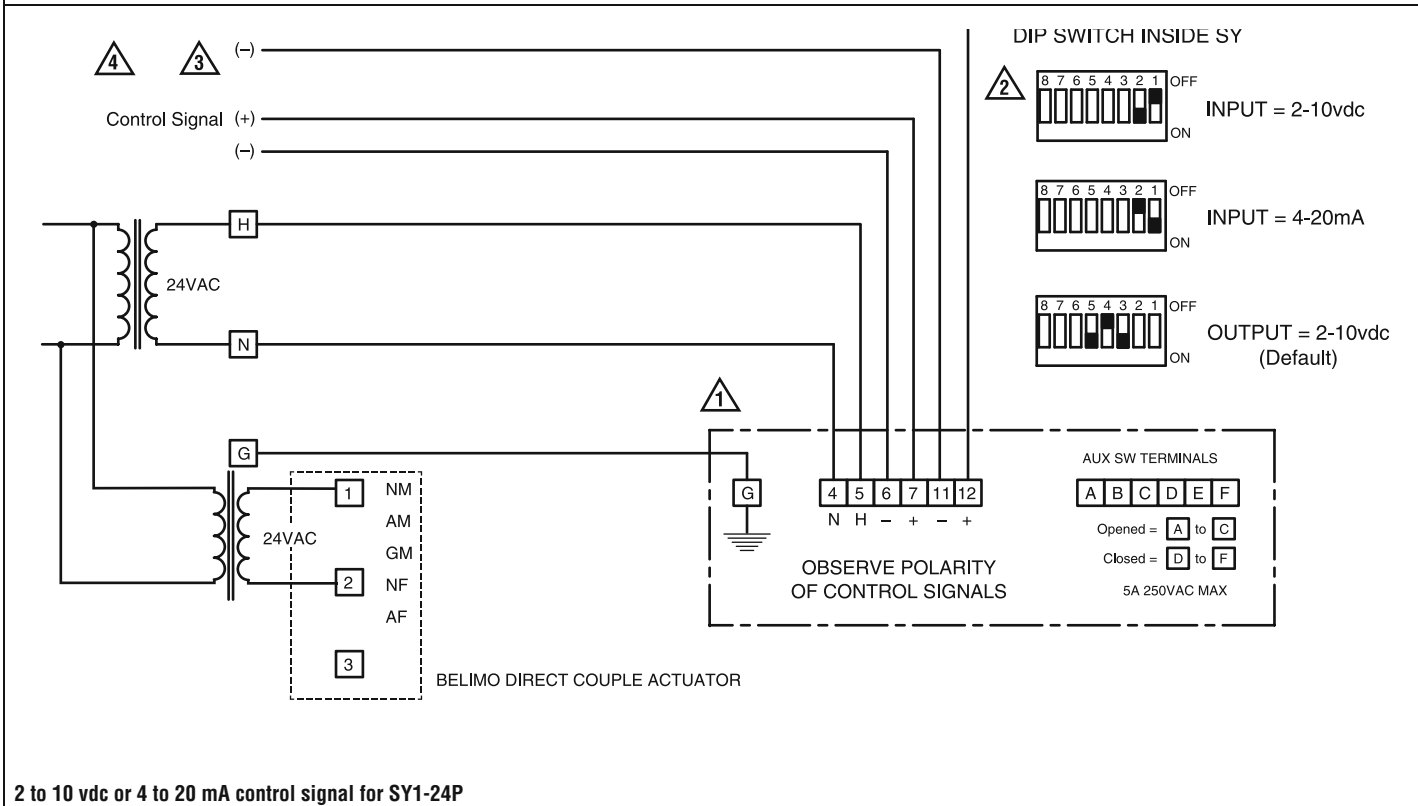 DIP SWITCH INSIDE SY
4 3 (–)
2
8 7 6 5 4 3 2 1 OFF
INPUT = 2-10vdc
ON
Control Signal (+)
(–)
8 7 6 5 4 3 2 1 OFF
INPUT = 4-20mA
ON
H
24VAC
N
8 7 6 5 4 3 2 1 OFF
OUTPUT = 2-10vdc
(Default)
ON
1
G
G
4 5 6 7 11 12
N H – + – +
OBSERVE POLARITY
OF CONTROL SIGNALS
AUX SW TERMINALS
A B C D E F
Opened = A to C
Closed = D to F
5A 250VAC MAX
24VAC
1 NM
AM
GM
2 NF
AF
3
BELIMO DIRECT COUPLE ACTUATOR
2 to 10 vdc or 4 to 20 mA control signal for SY1-24P